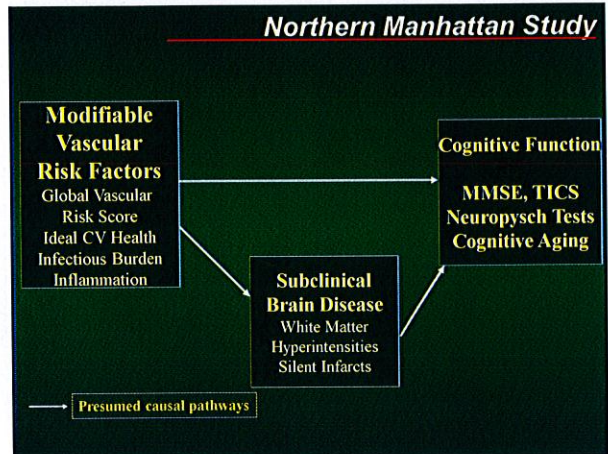 Northern Manhattan Study
Modifiable
Vascular
Risk Factors
Global Vascular
Risk Score
Ideal CV Health
Infectious Burden
Inflammation
Cognitive Function
MMSE, TICS
Neuropysch Tests
Cognitive Aging
Subclinical
Brain Disease
White Matter
Hyperintensities
Silent Infarcts
Presumed causal pathways